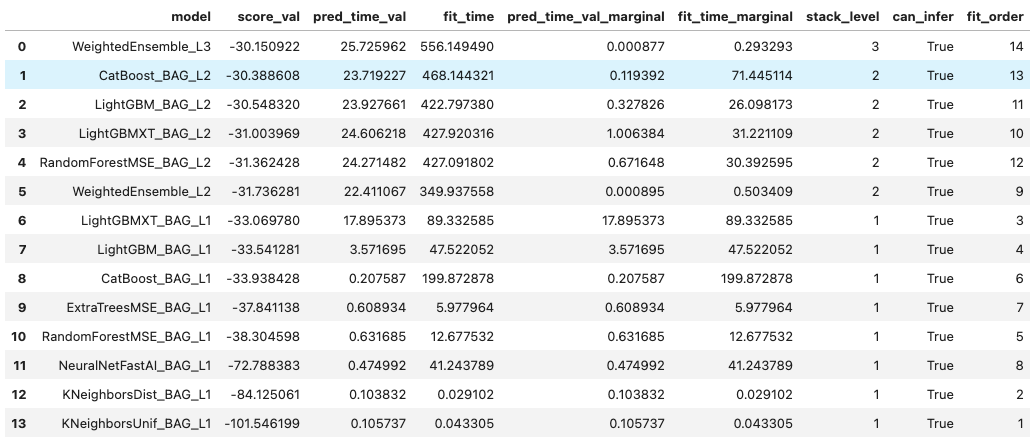 model score_val pred_time_val fit_time pred_time_val_marginal fit_time_marginal stack_level can_infer fit_order
0 WeightedEnsemble_L3 -30.150922 25.725962 556.149490 0.000877 0.293293 3 True 14
1 CatBoost_BAG_L2 -30.388608 23.719227 468.144321 0.119392 71.445114 2 True 13
2 LightGBM_BAG_L2 -30.548320 23.927661 422.797380 0.327826 26.098173 2 True 11
3 LightGBMXT_BAG_L2 -31.003969 24.606218 427.920316 1.006384 31.221109 2 True 10
4 RandomForestMSE_BAG_L2 -31.362428 24.271482 427.091802 0.671648 30.392595 2 True 12
5 WeightedEnsemble_L2 -31.736281 22.411067 349.937558 0.000895 0.503409 2 True 9
6 LightGBMXT_BAG_L1 -33.069780 17.895373 89.332585 17.895373 89.332585 1 True 3
7 LightGBM_BAG_L1 -33.541281 3.571695 47.522052 3.571695 47.522052 1 True 4
8 CatBoost_BAG_L1 -33.938428 0.207587 199.872878 0.207587 199.872878 1 True 6
9 ExtraTreesMSE_BAG_L1 -37.841138 0.608934 5.977964 0.608934 5.977964 1 True 7
10 RandomForestMSE_BAG_L1 -38.304598 0.631685 12.677532 0.631685 12.677532 1 True 5
11 NeuralNetFastAI_BAG_L1 -72.788383 0.474992 41.243789 0.474992 41.243789 1 True 8
12 KNeighborsDist_BAG_L1 -84.125061 0.103832 0.029102 0.103832 0.029102 1 True 2
13 KNeighborsUnif_BAG_L1 -101.546199 0.105737 0.043305 0.105737 0.043305 1 True 1